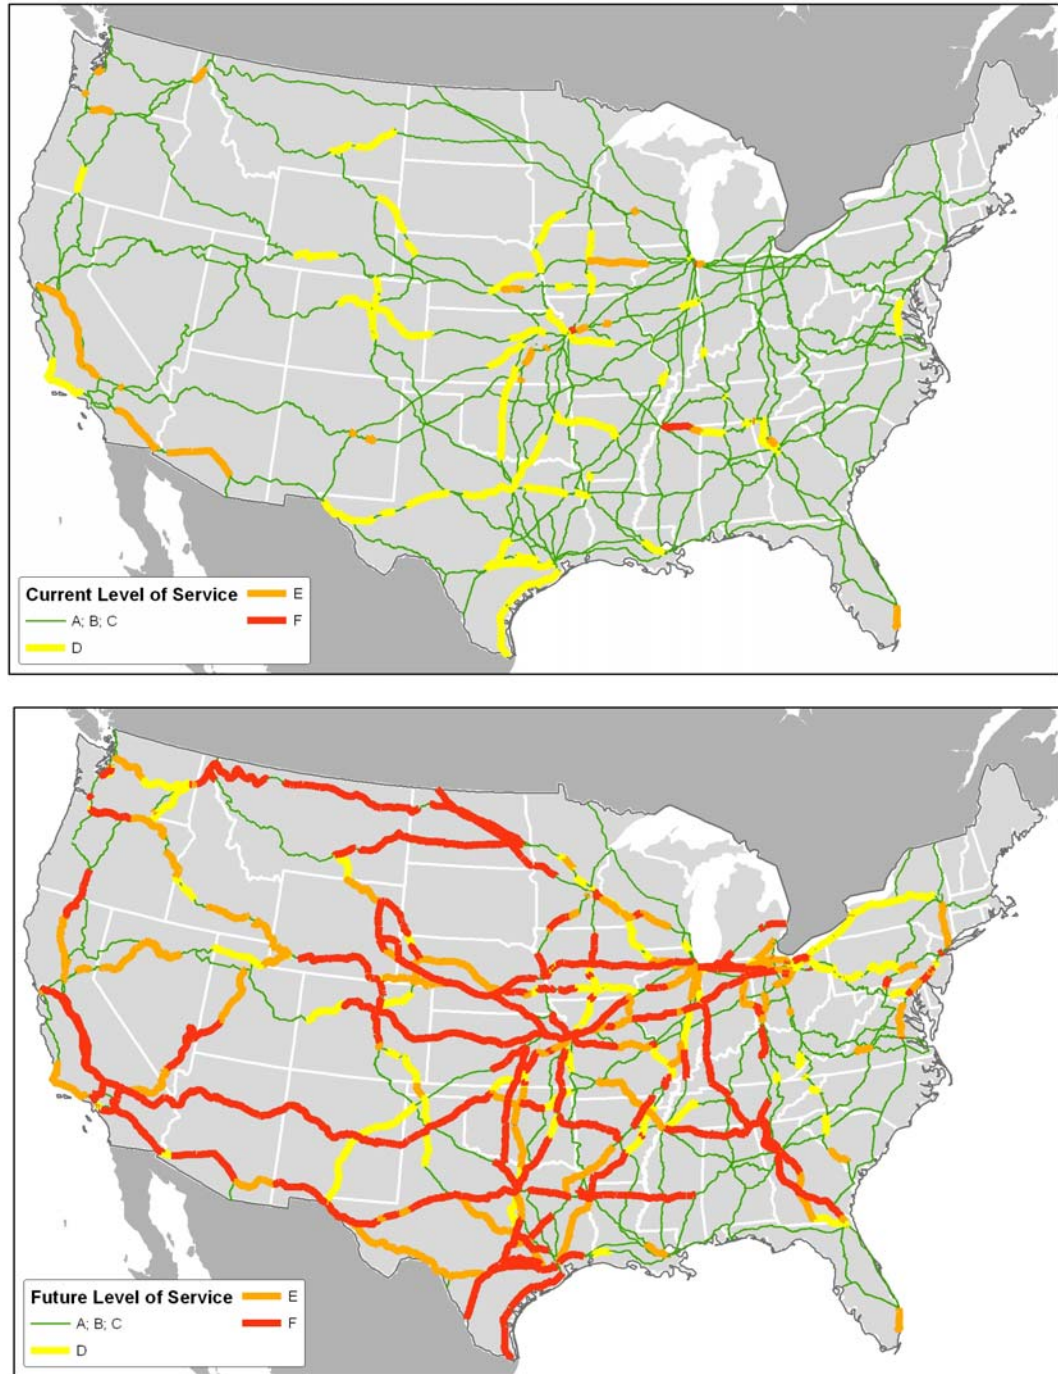 Current Level of Service
A; B; C
D
E
F
Future Level of Service
A; B; C
D
E
F